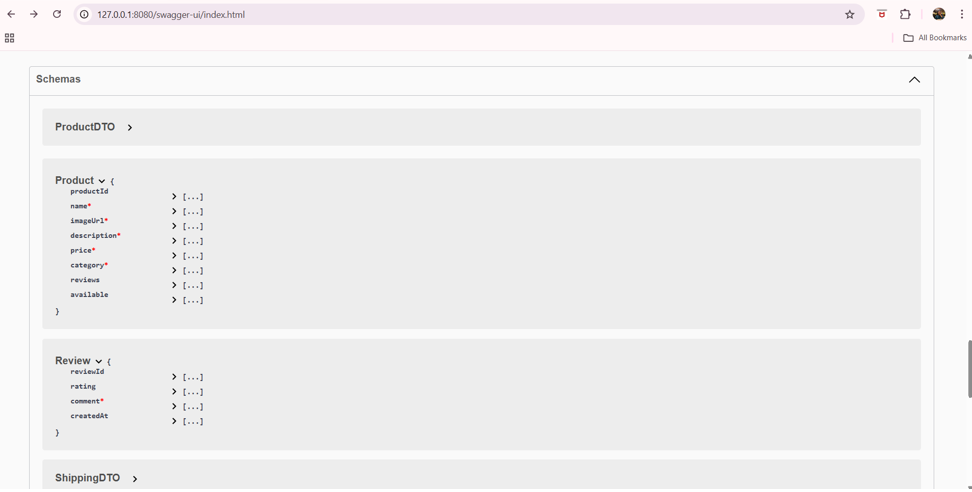 127.0.0.1:8080/swagger-ui/index.html
All Bookmarks
Schemas
ProductDTO
Product {
productId [...]
name* [...]
imageUrl* [...]
description* [...]
price* [...]
category* [...]
reviews [...]
available [...]
}
Review {
reviewId [...]
rating [...]
comment* [...]
createdAt [...]
}
ShippingDTO